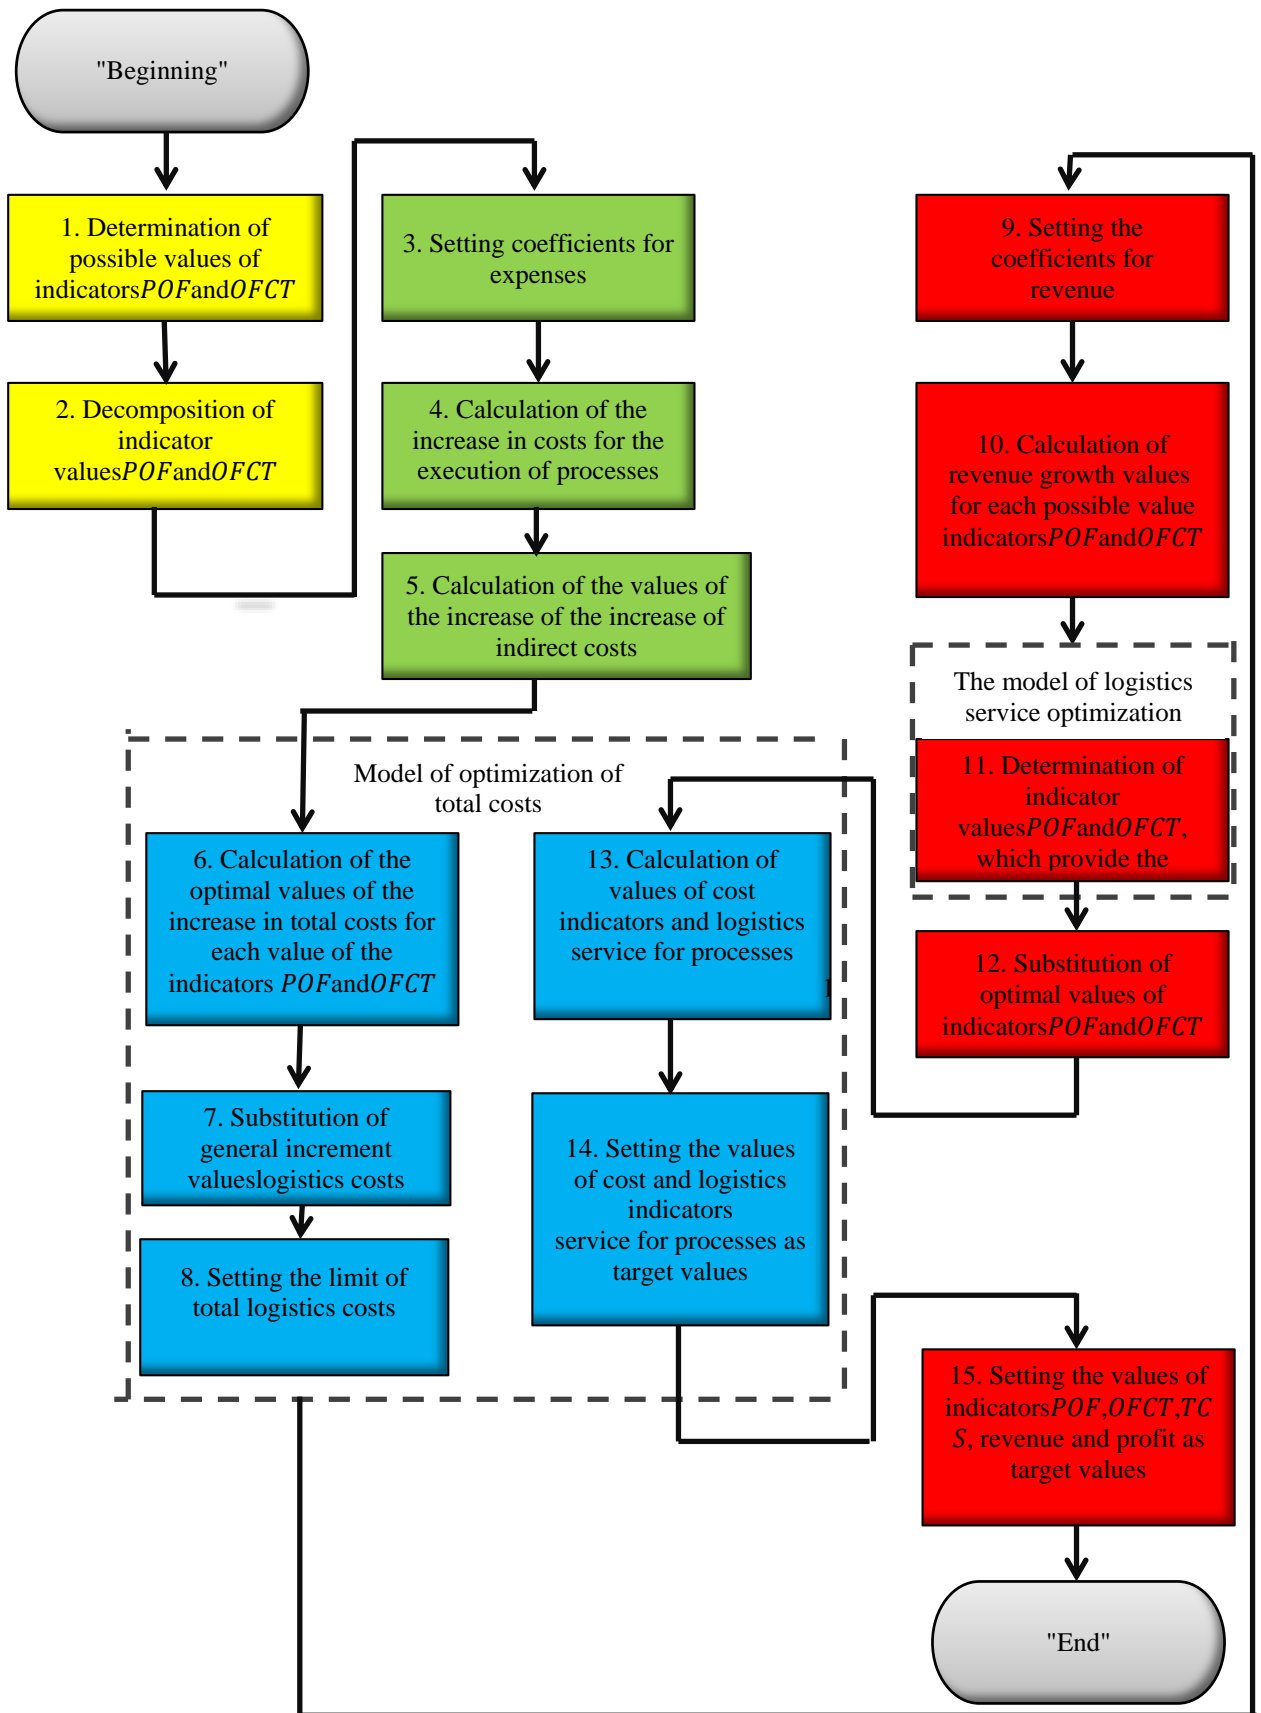 "Beginning"
1. Determination of
possible values of
indicatorsPOFandOFCT
2. Decomposition of
indicator
valuesPOFandOFCT
3. Setting coefficients for
expenses
4. Calculation of the
increase in costs for the
execution of processes
5. Calculation of the values of
the increase of the increase of
indirect costs
Model of optimization of
total costs
6. Calculation of the
optimal values of the
increase in total costs for
each value of the
indicators POFandOFCT
7. Substitution of
general increment
valueslogistics costs
8. Setting the limit of
total logistics costs
9. Setting the
coefficients for
revenue
10. Calculation of
revenue growth values
for each possible value
indicatorsPOFandOFCT
The model of logistics
service optimization
11. Determination of
indicator
valuesPOFandOFCT,
which provide the
12. Substitution of
optimal values of
indicatorsPOFandOFCT
13. Calculation of
values of cost
indicators and logistics
service for processes
14. Setting the values
of cost and logistics
indicators
service for processes as
target values
15. Setting the values of
indicatorsPOF,OFCT,TC
S, revenue and profit as
target values
"End"